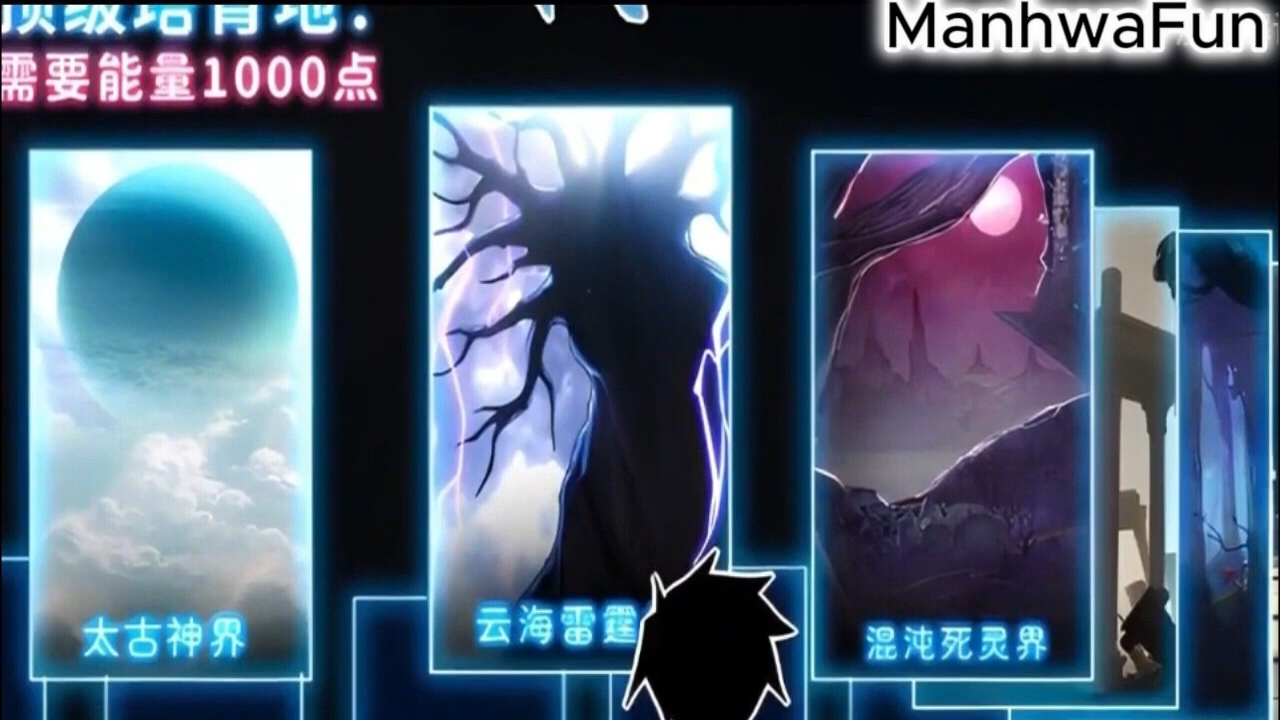 顶级培育地：
ManhwaFun
需要能量1000点
太古神界
云海雷霆
混沌死灵界